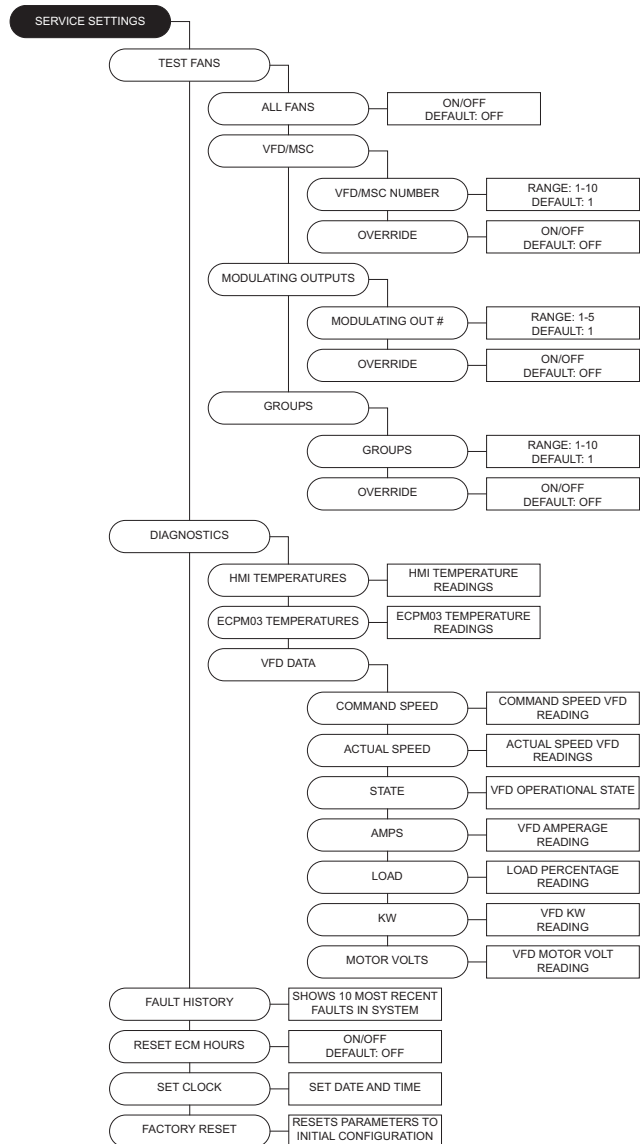 SERVICE SETTINGS
TEST FANS
ALL FANS
ON/OFF
DEFAULT: OFF
VFD/MSC
VFD/MSC NUMBER
RANGE: 1-10
DEFAULT: 1
OVERRIDE
ON/OFF
DEFAULT: OFF
MODULATING OUTPUTS
MODULATING OUT #
RANGE: 1-5
DEFAULT: 1
OVERRIDE
ON/OFF
DEFAULT: OFF
GROUPS
GROUPS
RANGE: 1-10
DEFAULT: 1
OVERRIDE
ON/OFF
DEFAULT: OFF
DIAGNOSTICS
HMI TEMPERATURES
HMI TEMPERATURE
READINGS
ECPM03 TEMPERATURES
ECPM03 TEMPERATURE
READINGS
VFD DATA
COMMAND SPEED
COMMAND SPEED VFD
READING
ACTUAL SPEED
ACTUAL SPEED VFD
READINGS
STATE
VFD OPERATIONAL STATE
AMPS
VFD AMPERAGE
READING
LOAD
LOAD PERCENTAGE
READING
KW
VFD KW
READING
MOTOR VOLTS
VFD MOTOR VOLT
READING
FAULT HISTORY
SHOWS 10 MOST RECENT
FAULTS IN SYSTEM
RESET ECM HOURS
ON/OFF
DEFAULT: OFF
SET CLOCK
SET DATE AND TIME
FACTORY RESET
RESETS PARAMETERS TO
INITIAL CONFIGURATION